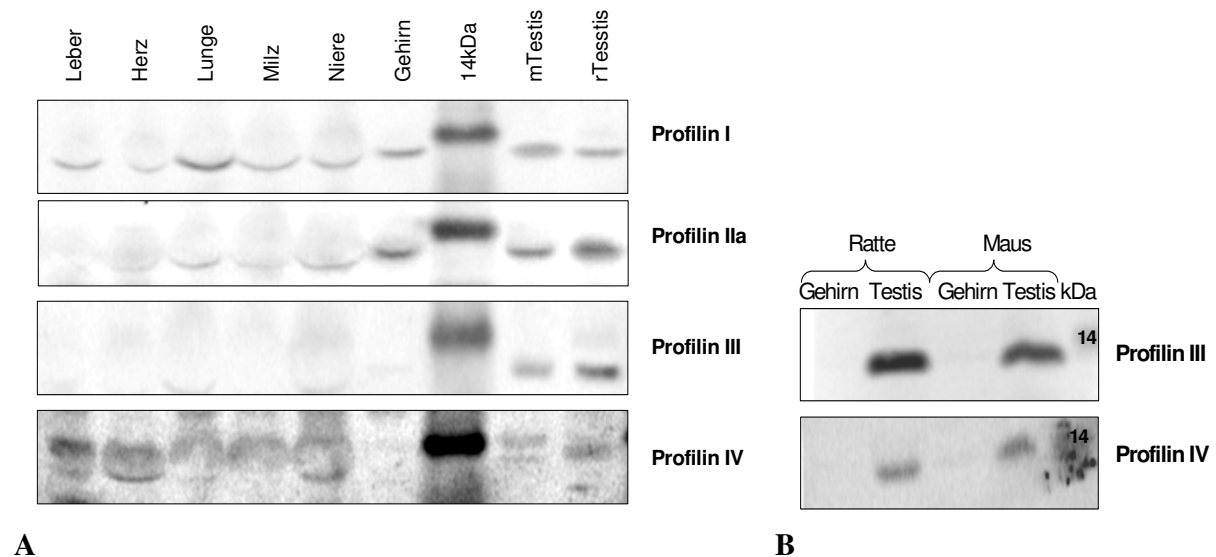 Leber Herz Lunge Milz Niere Gehirn 14kDa mTestis rTesstis
Profilin I
Profilin IIa
Profilin III
Profilin IV
A
Ratte Maus
Gehirn Testis Gehirn Testis kDa
14
Profilin III
14
Profilin IV
B